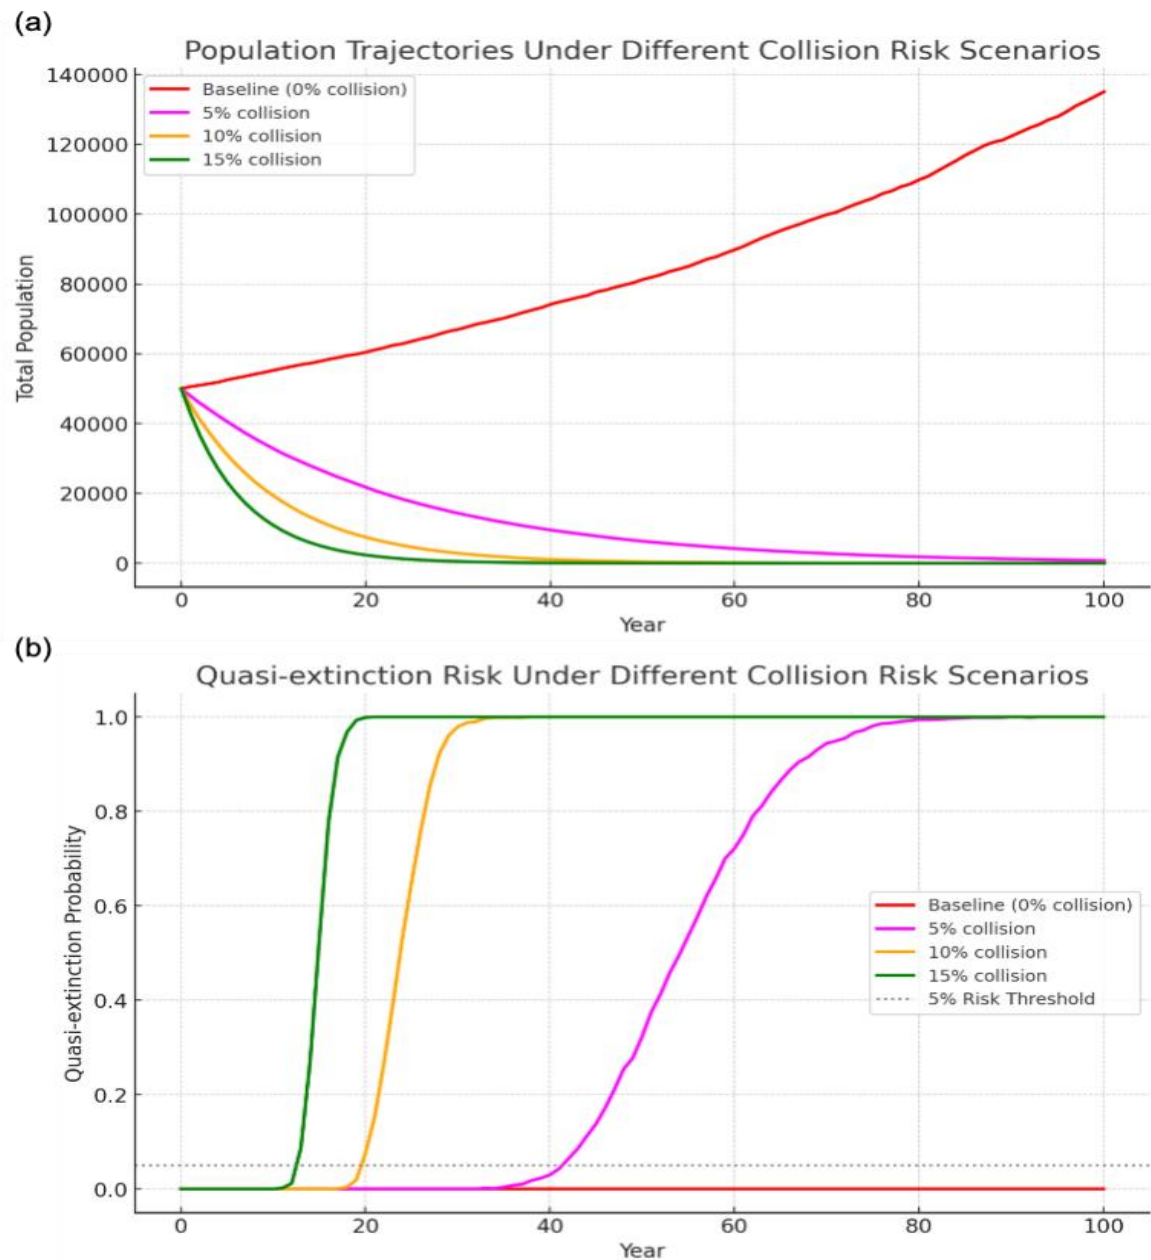 (a)
Population Trajectories Under Different Collision Risk Scenarios
140000
120000
100000
80000
60000
40000
20000
0
Total Population
Baseline (0% collision)
5% collision
10% collision
15% collision
0 20 40 60 80 100
Year
(b)
Quasi-extinction Risk Under Different Collision Risk Scenarios
1.0
0.8
0.6
0.4
0.2
0.0
Quasi-extinction Probability
Baseline (0% collision)
5% collision
10% collision
15% collision
5% Risk Threshold
0 20 40 60 80 100
Year